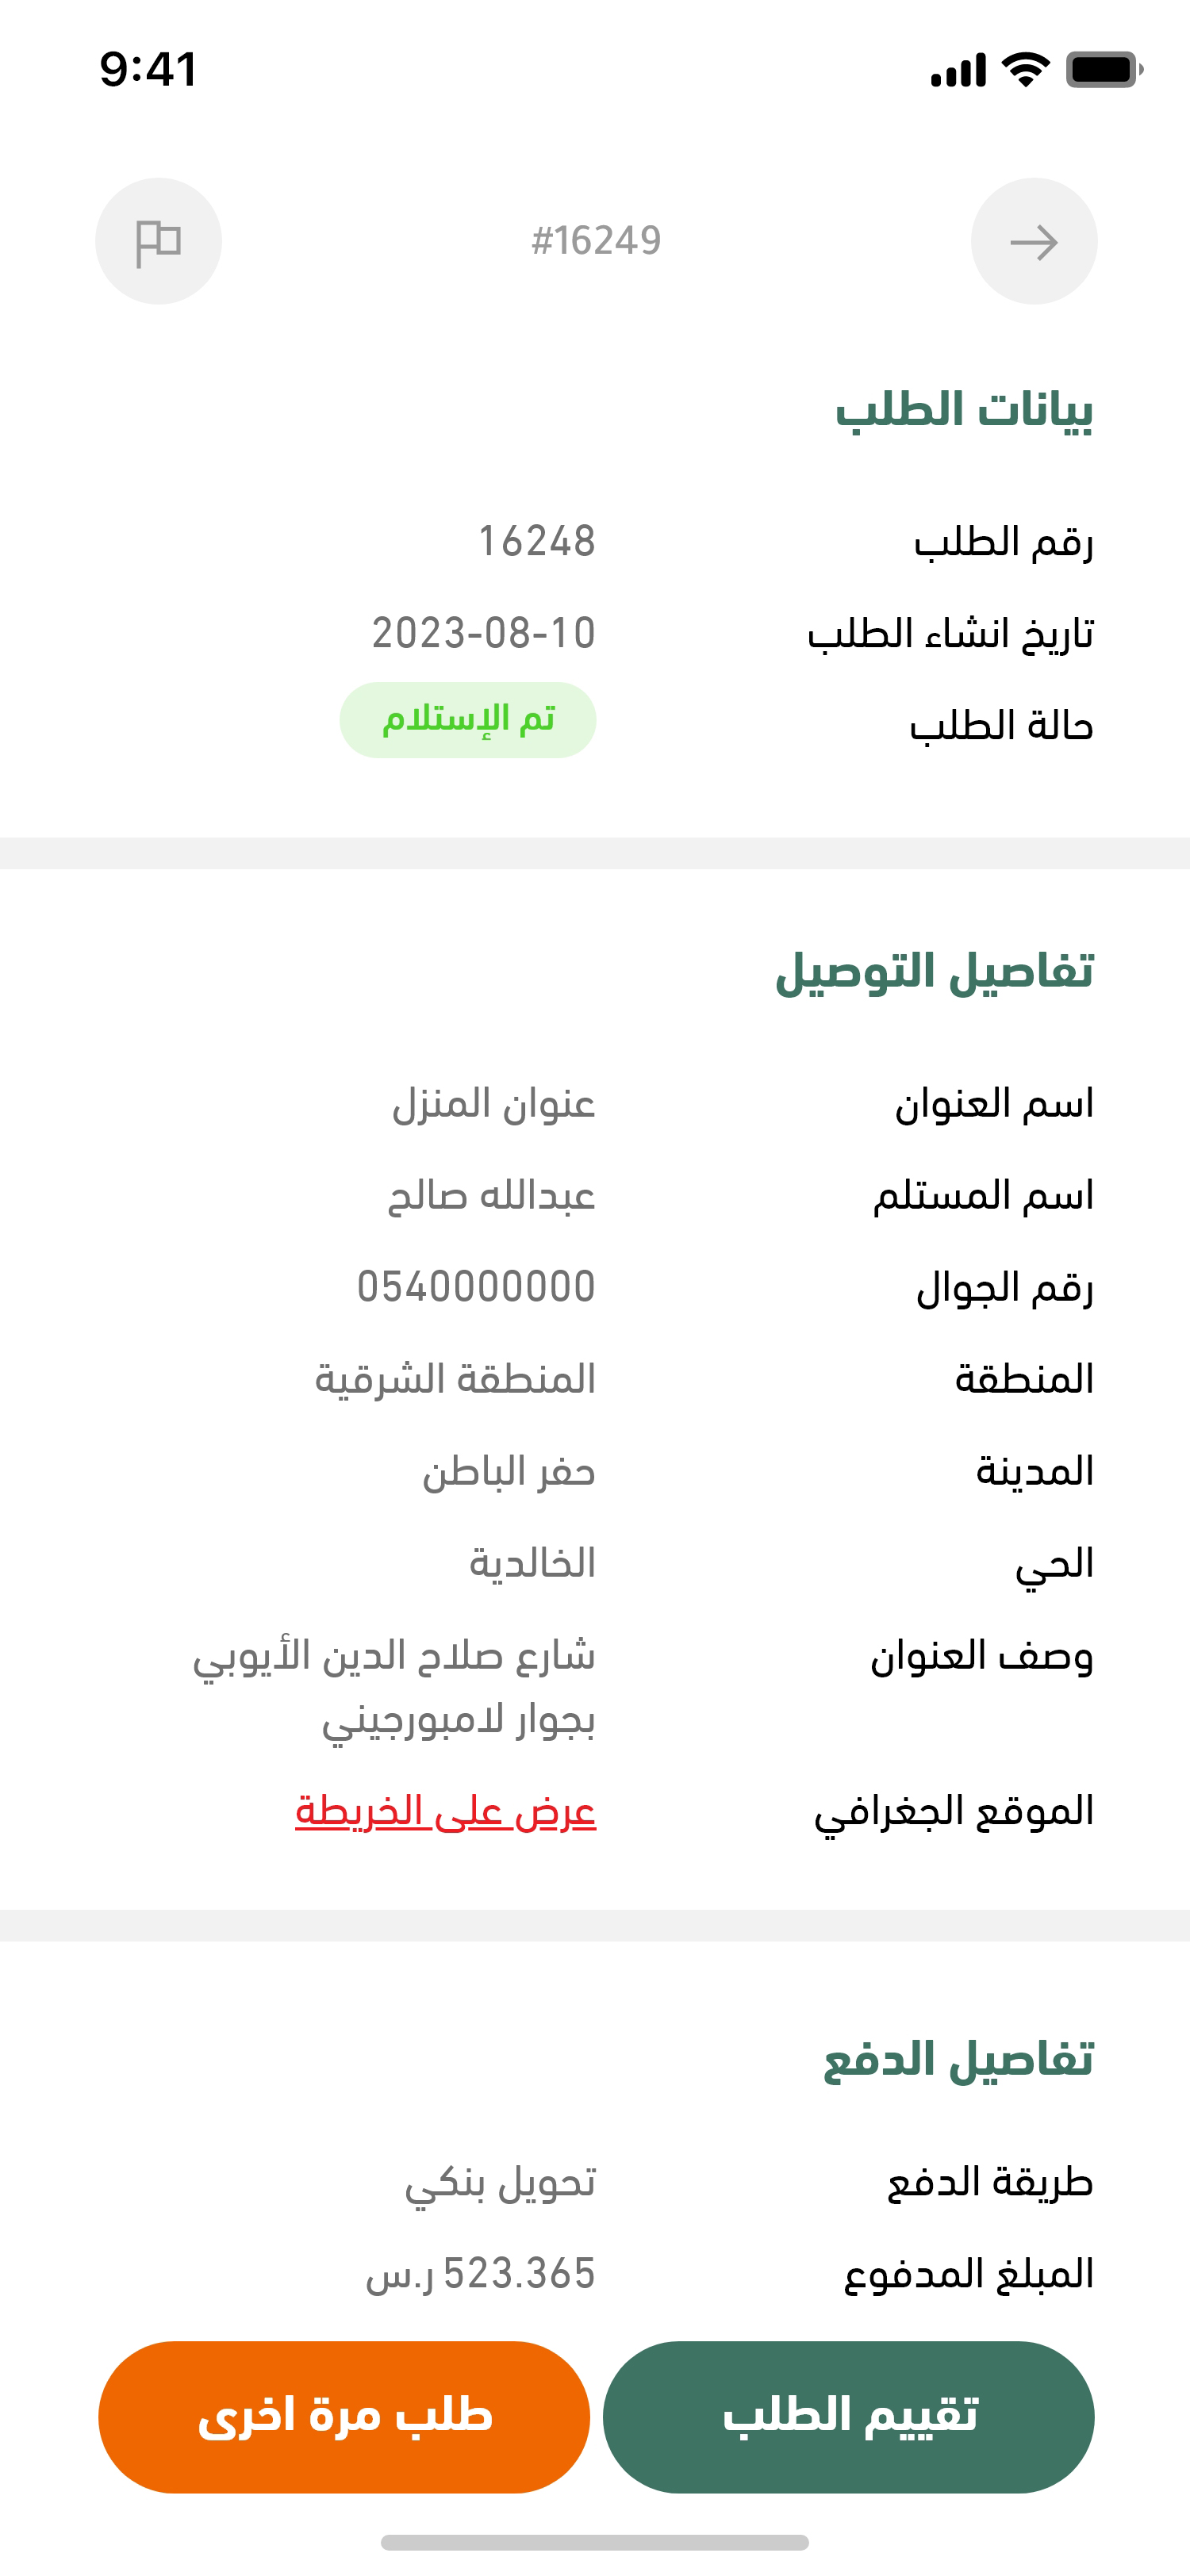 9:41
#16249
بيانات الطلب
رقم الطلب 16248
تاريخ انشاء الطلب 2023-08-10
حالة الطلب تم الإستلام
تفاصيل التوصيل
اسم العنوان عنوان المنزل
اسم المستلم عبدالله صالح
رقم الجوال 0540000000
المنطقة المنطقة الشرقية
المدينة حفر الباطن
الحي الخالدية
وصف العنوان شارع صلاح الدين الأيوبي
بجوار لامبورجيني
الموقع الجغرافي عرض على الخريطة
تفاصيل الدفع
طريقة الدفع تحويل بنكي
المبلغ المدفوع 523.365 ر.س
تقييم الطلب طلب مرة اخرى